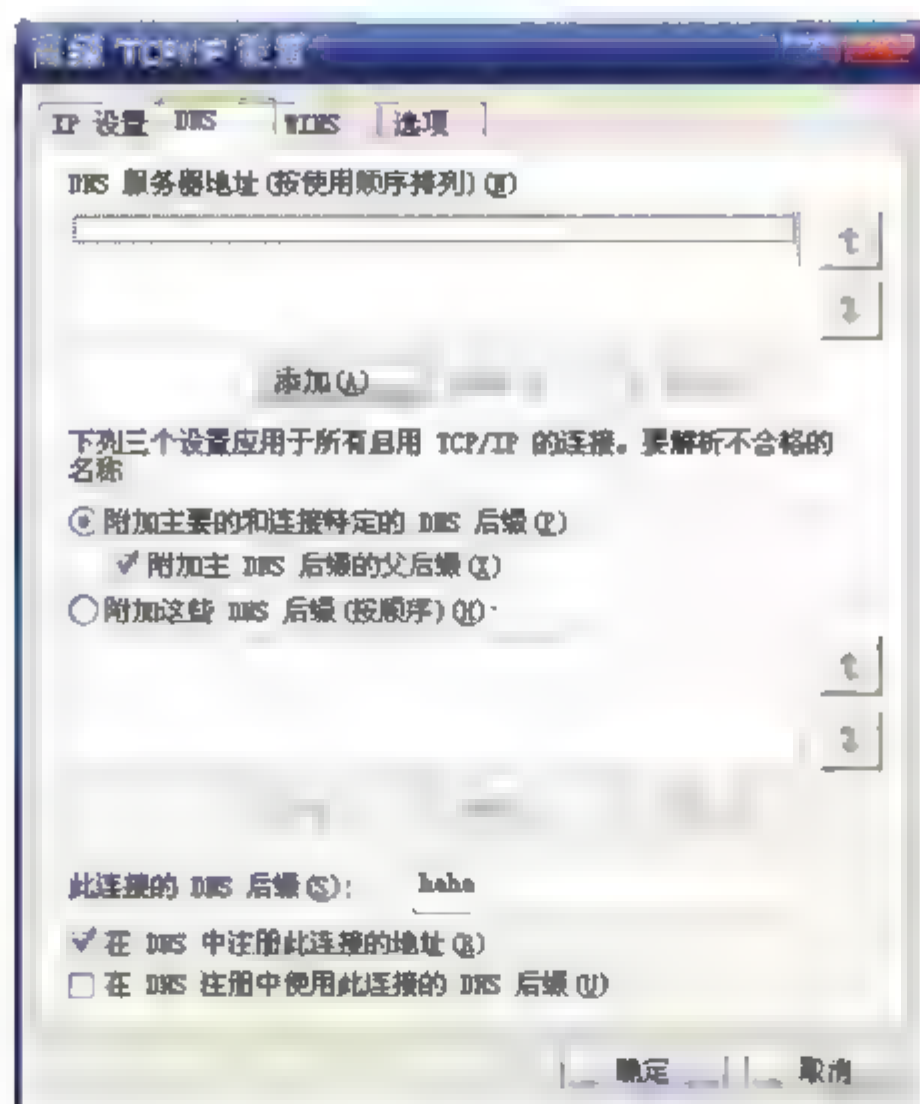 高级 TCP/IP 设置
IP 设置 DNS WINS 选项
DNS 服务器地址(按使用顺序排列)(N)
添加(A)
下列三个设置应用于所有启用 TCP/IP 的连接。要解析不合格的
名称
附加主要的和连接特定的 DNS 后缀(P)
附加主 DNS 后缀的父后缀(X)
附加这些 DNS 后缀(按顺序)(H)
此连接的 DNS 后缀(S): haha
在 DNS 中注册此连接的地址(R)
在 DNS 注册中使用此连接的 DNS 后缀(U)
确定 取消